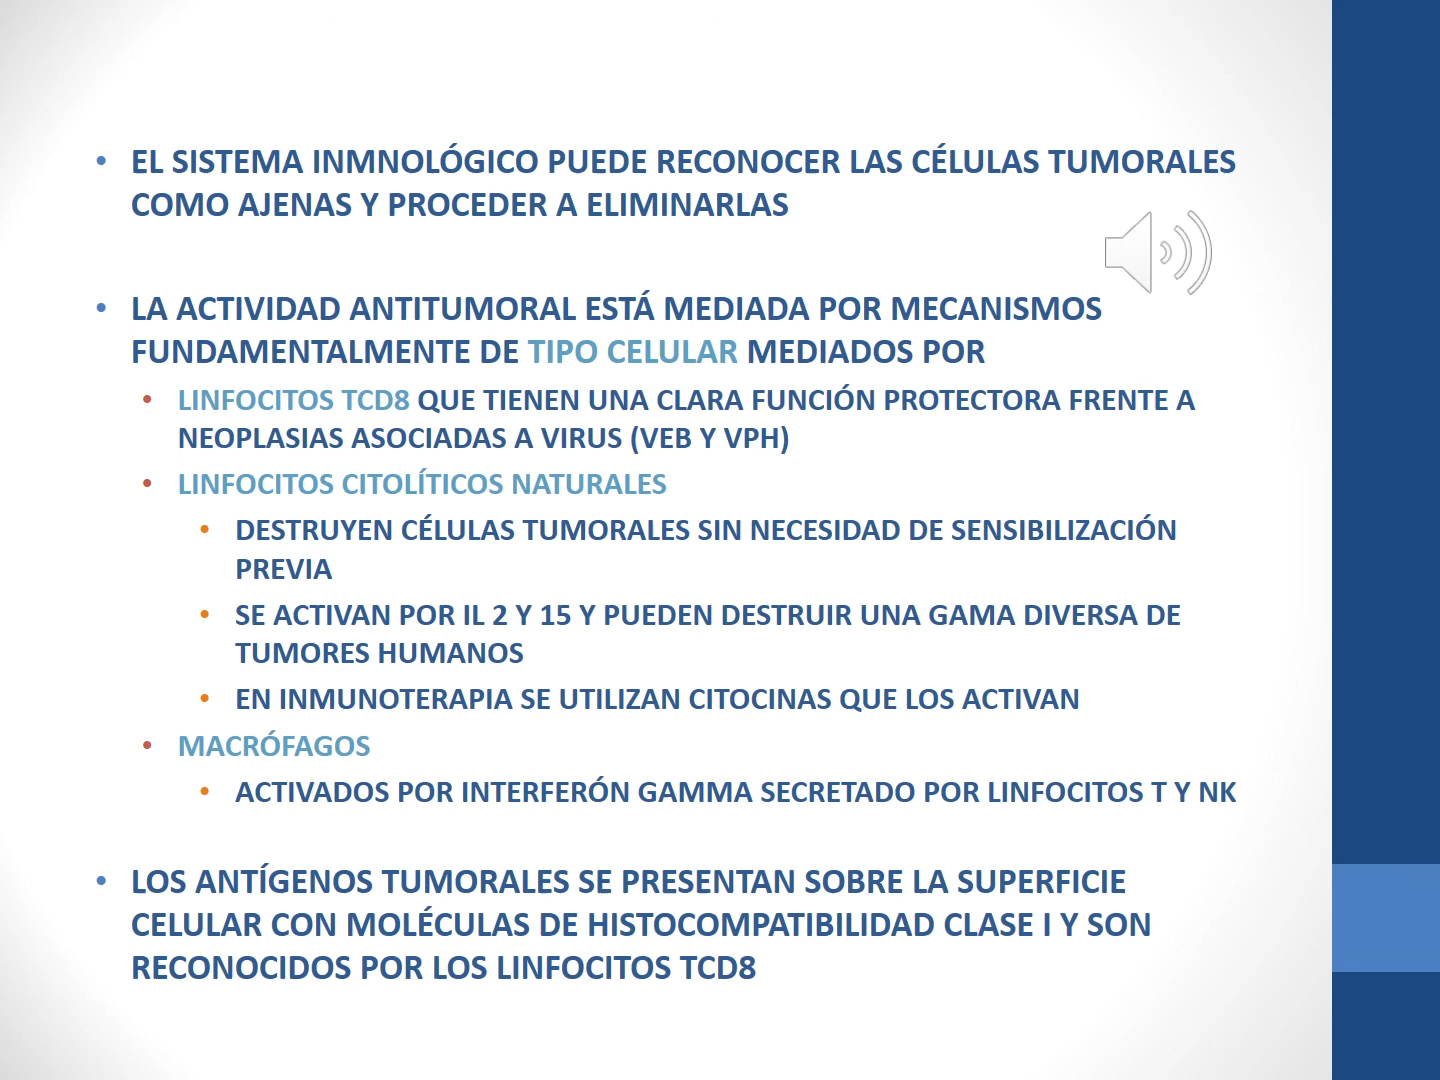 • EL SISTEMA INMNOLÓGICO PUEDE RECONOCER LAS CÉLULAS TUMORALES
COMO AJENAS Y PROCEDER A ELIMINARLAS
• LA ACTIVIDAD ANTITUMORAL ESTÁ MEDIADA POR MECANISMOS
FUNDAMENTALMENTE DE TIPO CELULAR MEDIADOS POR
• LINFOCITOS TCD8 QUE TIENEN UNA CLARA FUNCIÓN PROTECTORA FRENTE A
NEOPLASIAS ASOCIADAS A VIRUS (VEB Y VPH)
• LINFOCITOS CITOLÍTICOS NATURALES
• DESTRUYEN CÉLULAS TUMORALES SIN NECESIDAD DE SENSIBILIZACIÓN
PREVIA
• SE ACTIVAN POR IL 2 Y 15 Y PUEDEN DESTRUIR UNA GAMA DIVERSA DE
TUMORES HUMANOS
• EN INMUNOTERAPIA SE UTILIZAN CITOCINAS QUE LOS ACTIVAN
• MACRÓFAGOS
• ACTIVADOS POR INTERFERÓN GAMMA SECRETADO POR LINFOCITOS T Y NK
• LOS ANTÍGENOS TUMORALES SE PRESENTAN SOBRE LA SUPERFICIE
CELULAR CON MOLÉCULAS DE HISTOCOMPATIBILIDAD CLASE I Y SON
RECONOCIDOS POR LOS LINFOCITOS TCD8